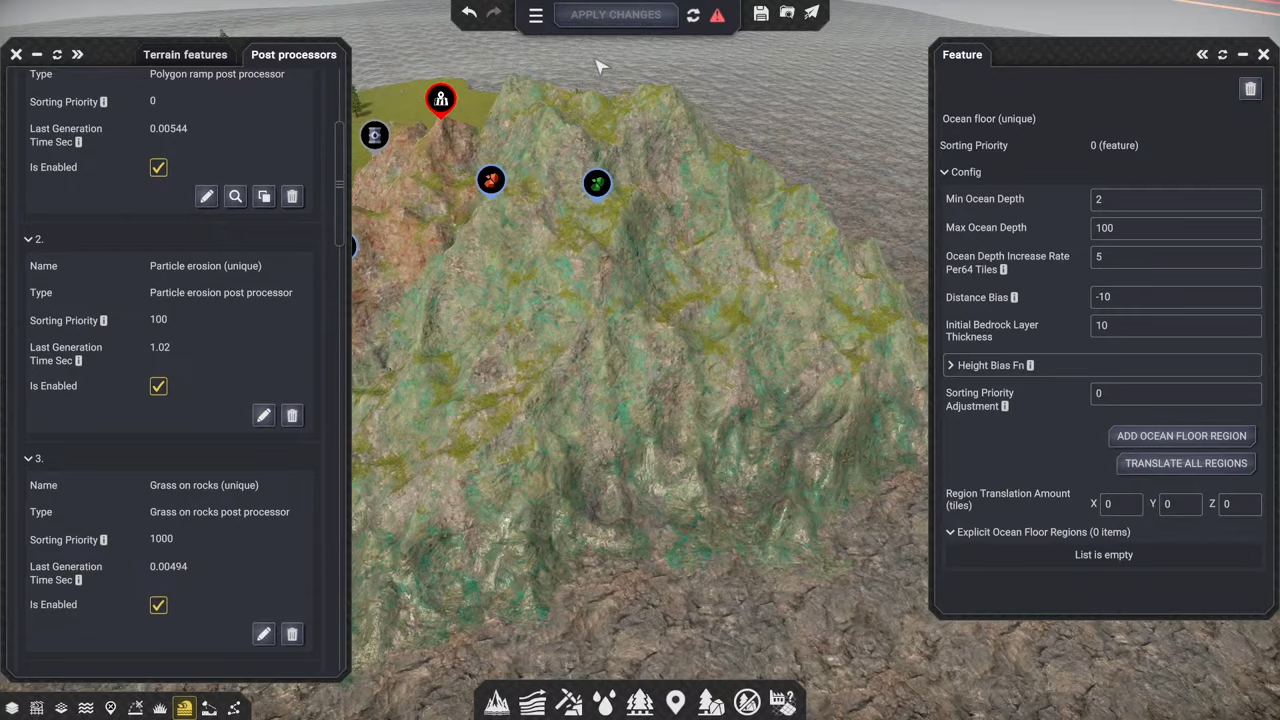 APPLY CHANGES
Terrain features
Post processors
Type Polygon ramp post processor
Sorting Priority 0
Last Generation
Time Sec 0.00544
Is Enabled
2.
Name Particle erosion (unique)
Type Particle erosion post processor
Sorting Priority 100
Last Generation
Time Sec 1.02
Is Enabled
3.
Name Grass on rocks (unique)
Type Grass on rocks post processor
Sorting Priority 1000
Last Generation
Time Sec 0.00494
Is Enabled
Feature
Ocean floor (unique)
Sorting Priority 0 (feature)
Config
Min Ocean Depth 2
Max Ocean Depth 100
Ocean Depth Increase Rate
Per64 Tiles 5
Distance Bias -10
Initial Bedrock Layer
Thickness 10
Height Bias Fn
Sorting Priority
Adjustment 0
ADD OCEAN FLOOR REGION
TRANSLATE ALL REGIONS
Region Translation Amount
(tiles) X 0 Y 0 Z 0
Explicit Ocean Floor Regions (0 items)
List is empty